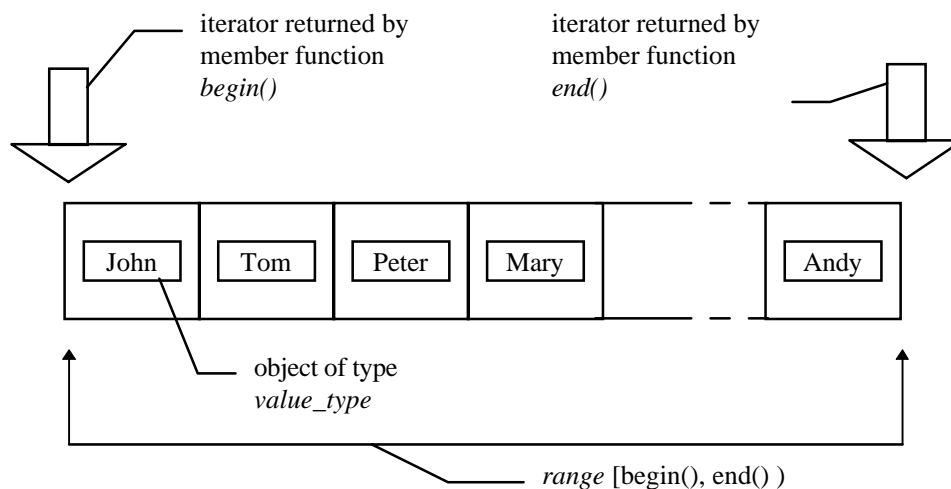 iterator returned by
member function
begin()
iterator returned by
member function
end()
John
Tom
Peter
Mary
Andy
object of type
value_type
range [begin(), end() )